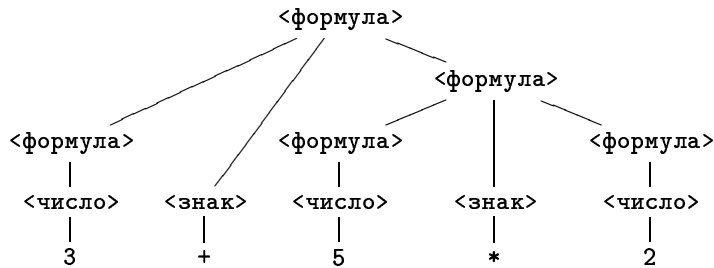 <формула>
<формула>
<формула> <формула> <формула>
<число> <знак> <число> <знак> <число>
3 + 5 * 2